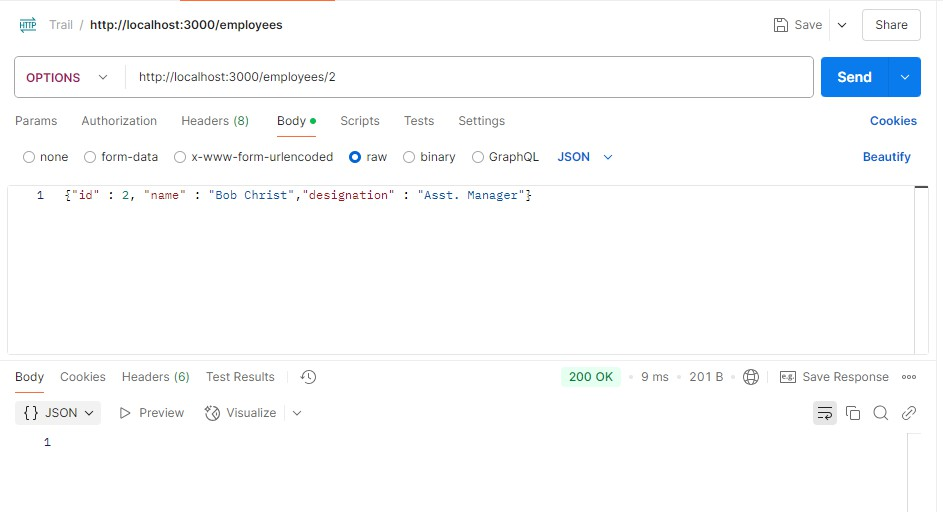 HTTP Trail / http://localhost:3000/employees Save Share
OPTIONS http://localhost:3000/employees/2 Send
Params Authorization Headers (8) Body Scripts Tests Settings Cookies
none form-data x-www-form-urlencoded raw binary GraphQL JSON Beautify
1 {"id" : 2, "name" : "Bob Christ","designation" : "Asst. Manager"}
Body Cookies Headers (6) Test Results 200 OK • 9 ms • 201 B • e.g. Save Response
{} JSON Preview Visualize
1